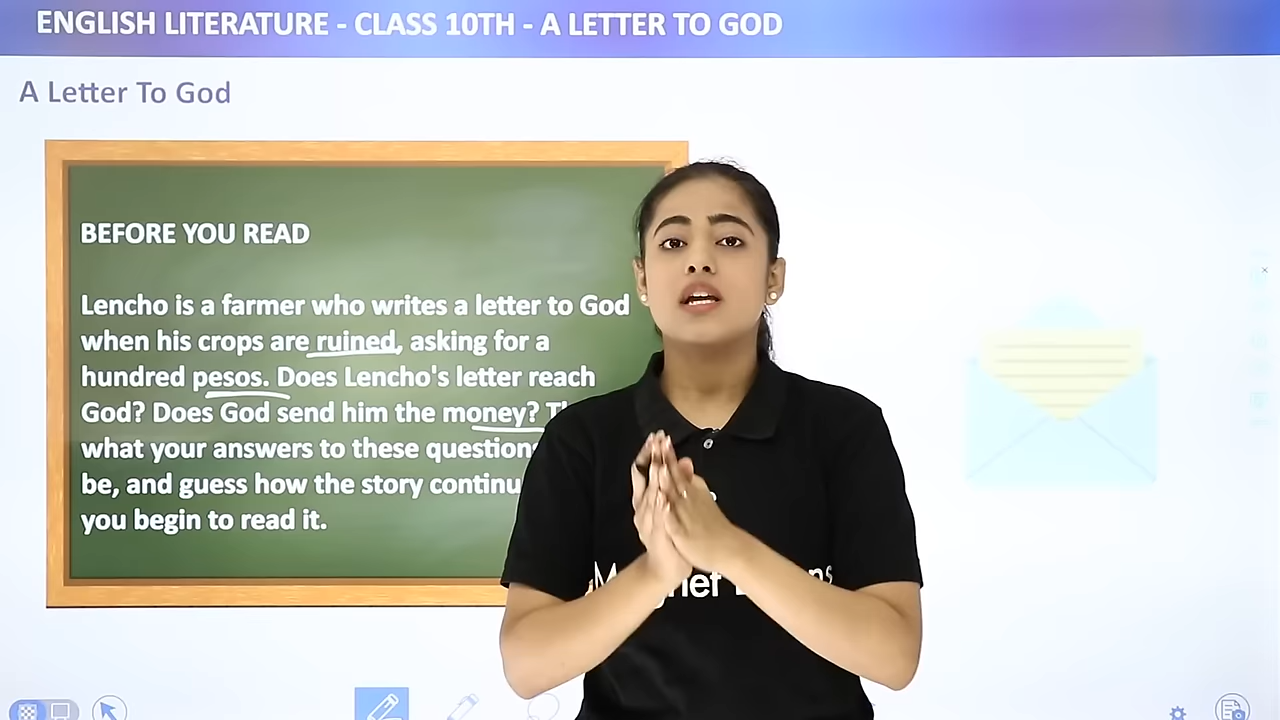 ENGLISH LITERATURE - CLASS 10TH - A LETTER TO GOD
A Letter To God
BEFORE YOU READ
Lencho is a farmer who writes a letter to God
when his crops are ruined, asking for a
hundred pesos. Does Lencho's letter reach
God? Does God send him the money?
what your answers to these
be, and guess how the story
you begin to read it.